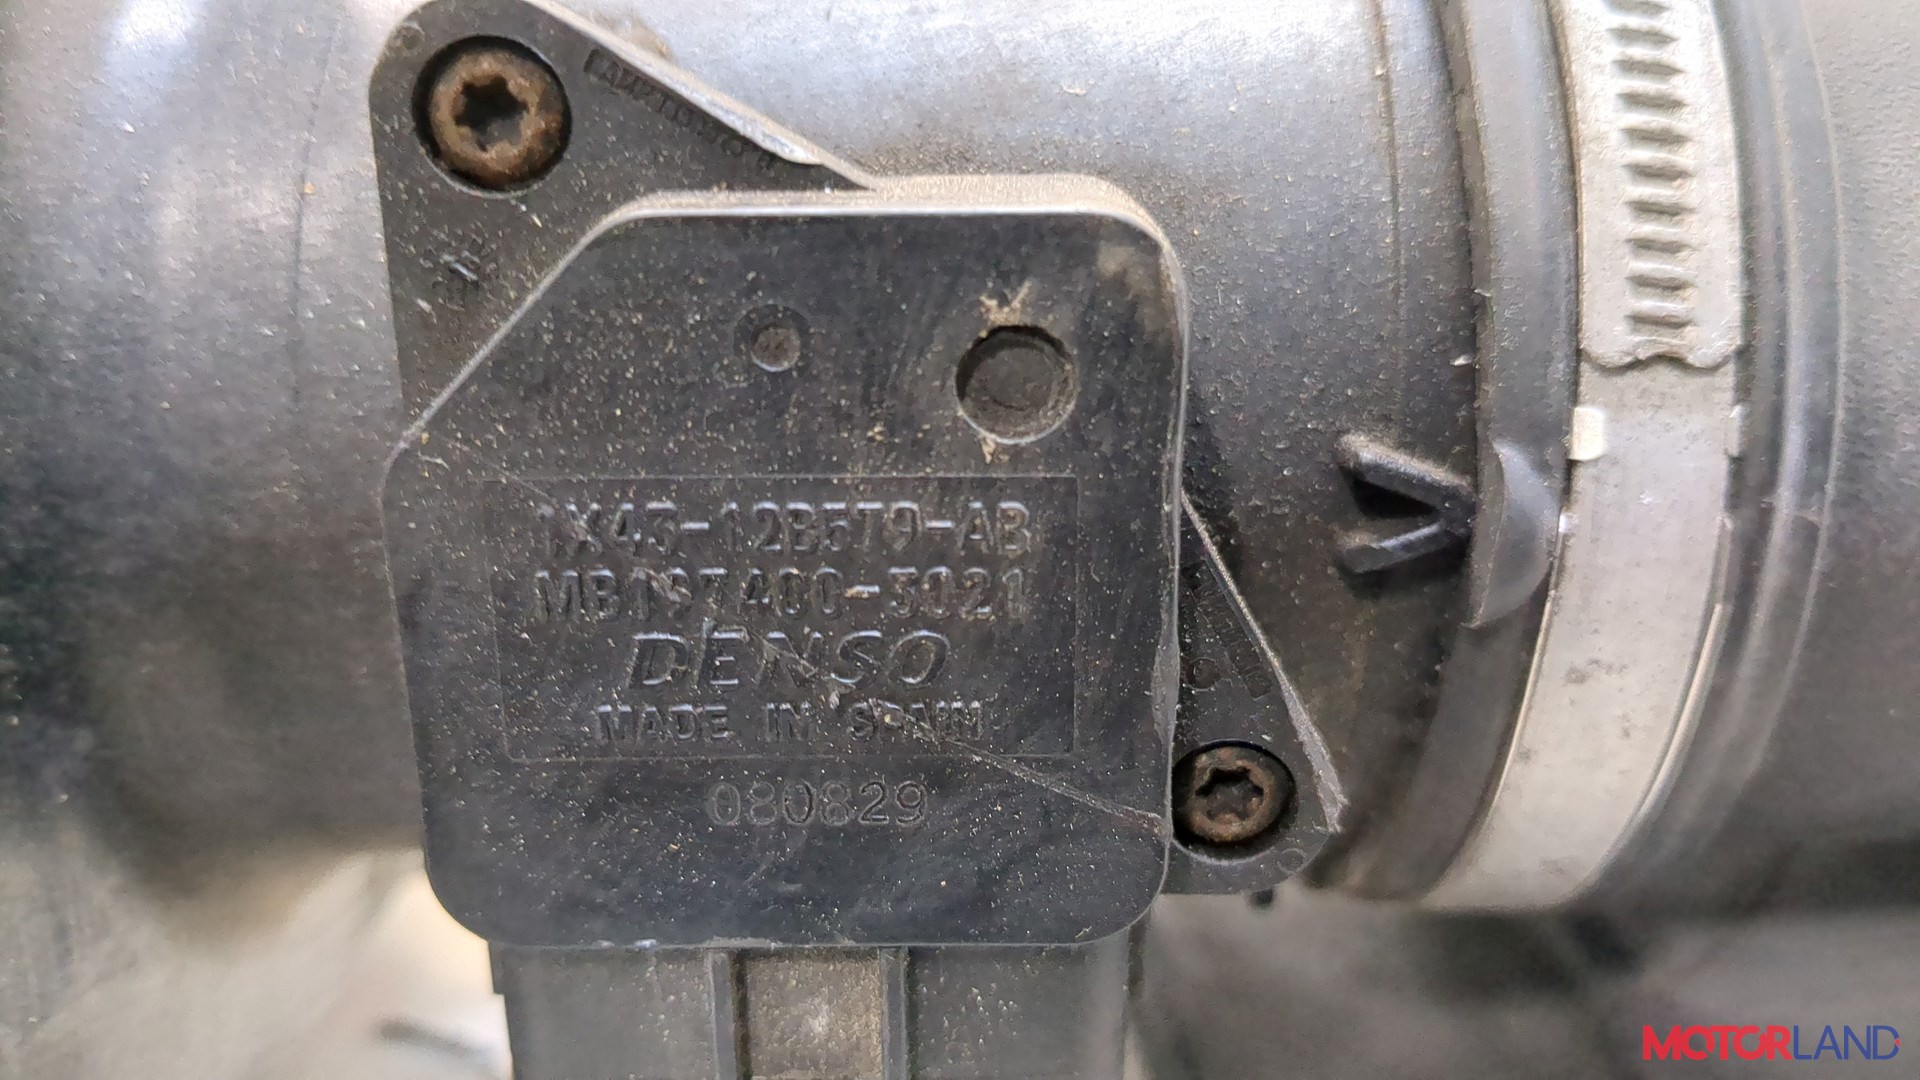 1X43-12B579-AB
MB197400-3021
DENSO
MADE IN SPAIN
080829
MOTORLAND